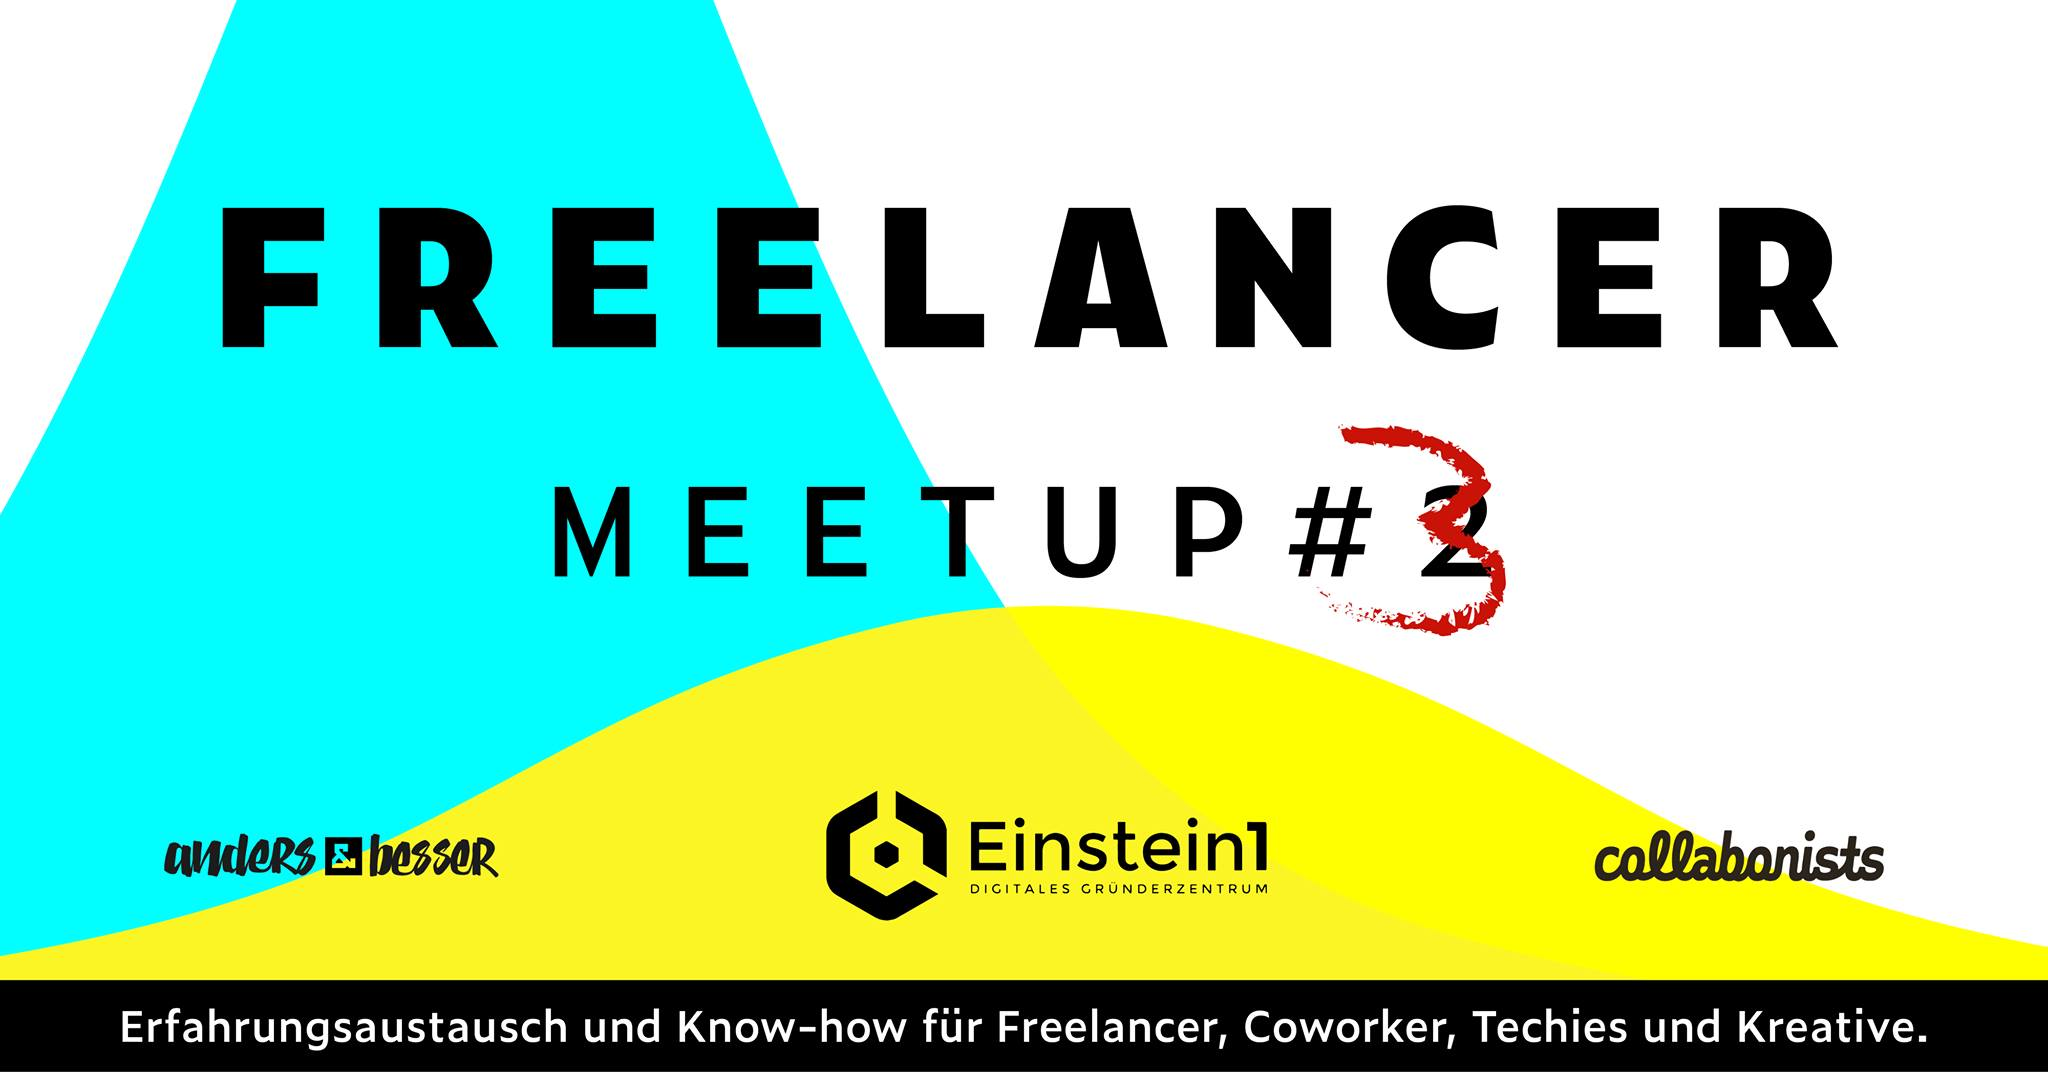 FREELANCER
MEETUP #2 3
anders & besser
Einstein1
DIGITALES GRÜNDERZENTRUM
collabonists
Erfahrungsaustausch und Know-how für Freelancer, Coworker, Techies und Kreative.